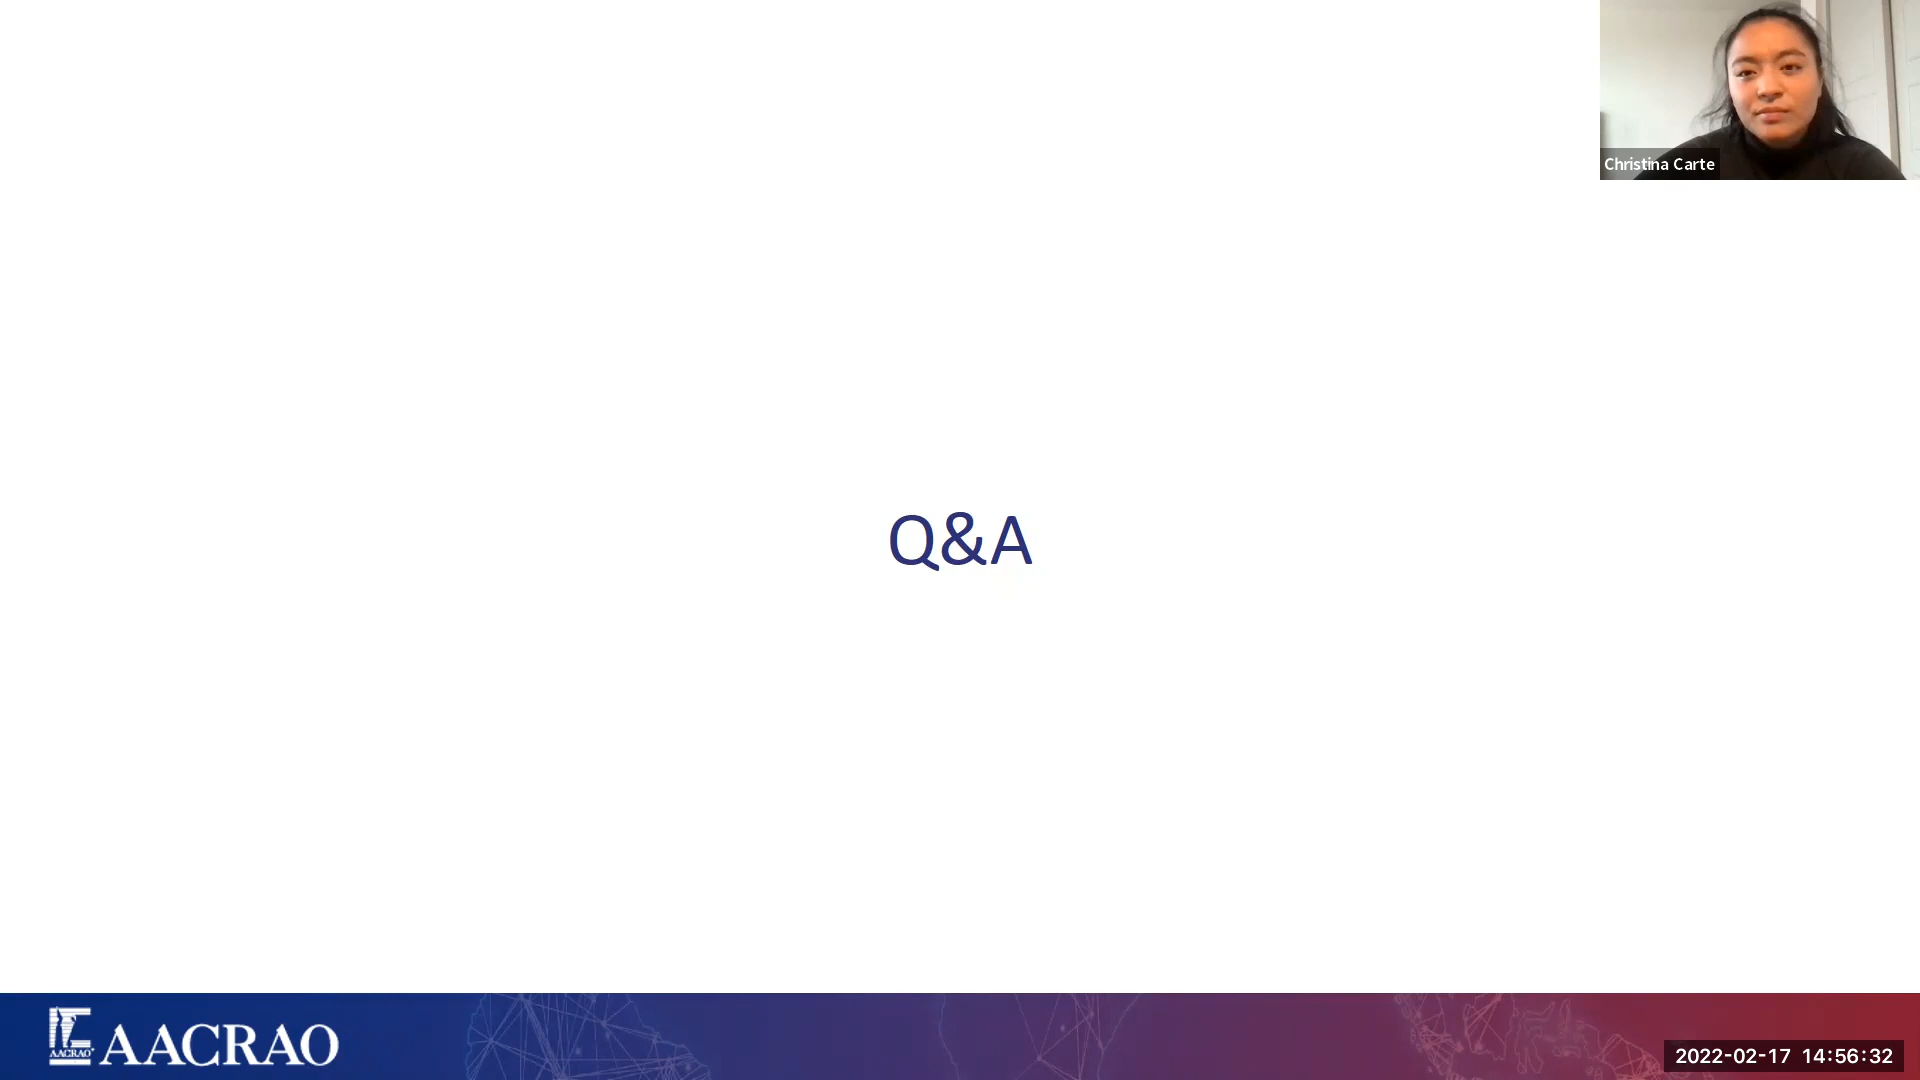 Christina Carte
Q&A
AACRAO
AACRAO
2022-02-17 14:56:32